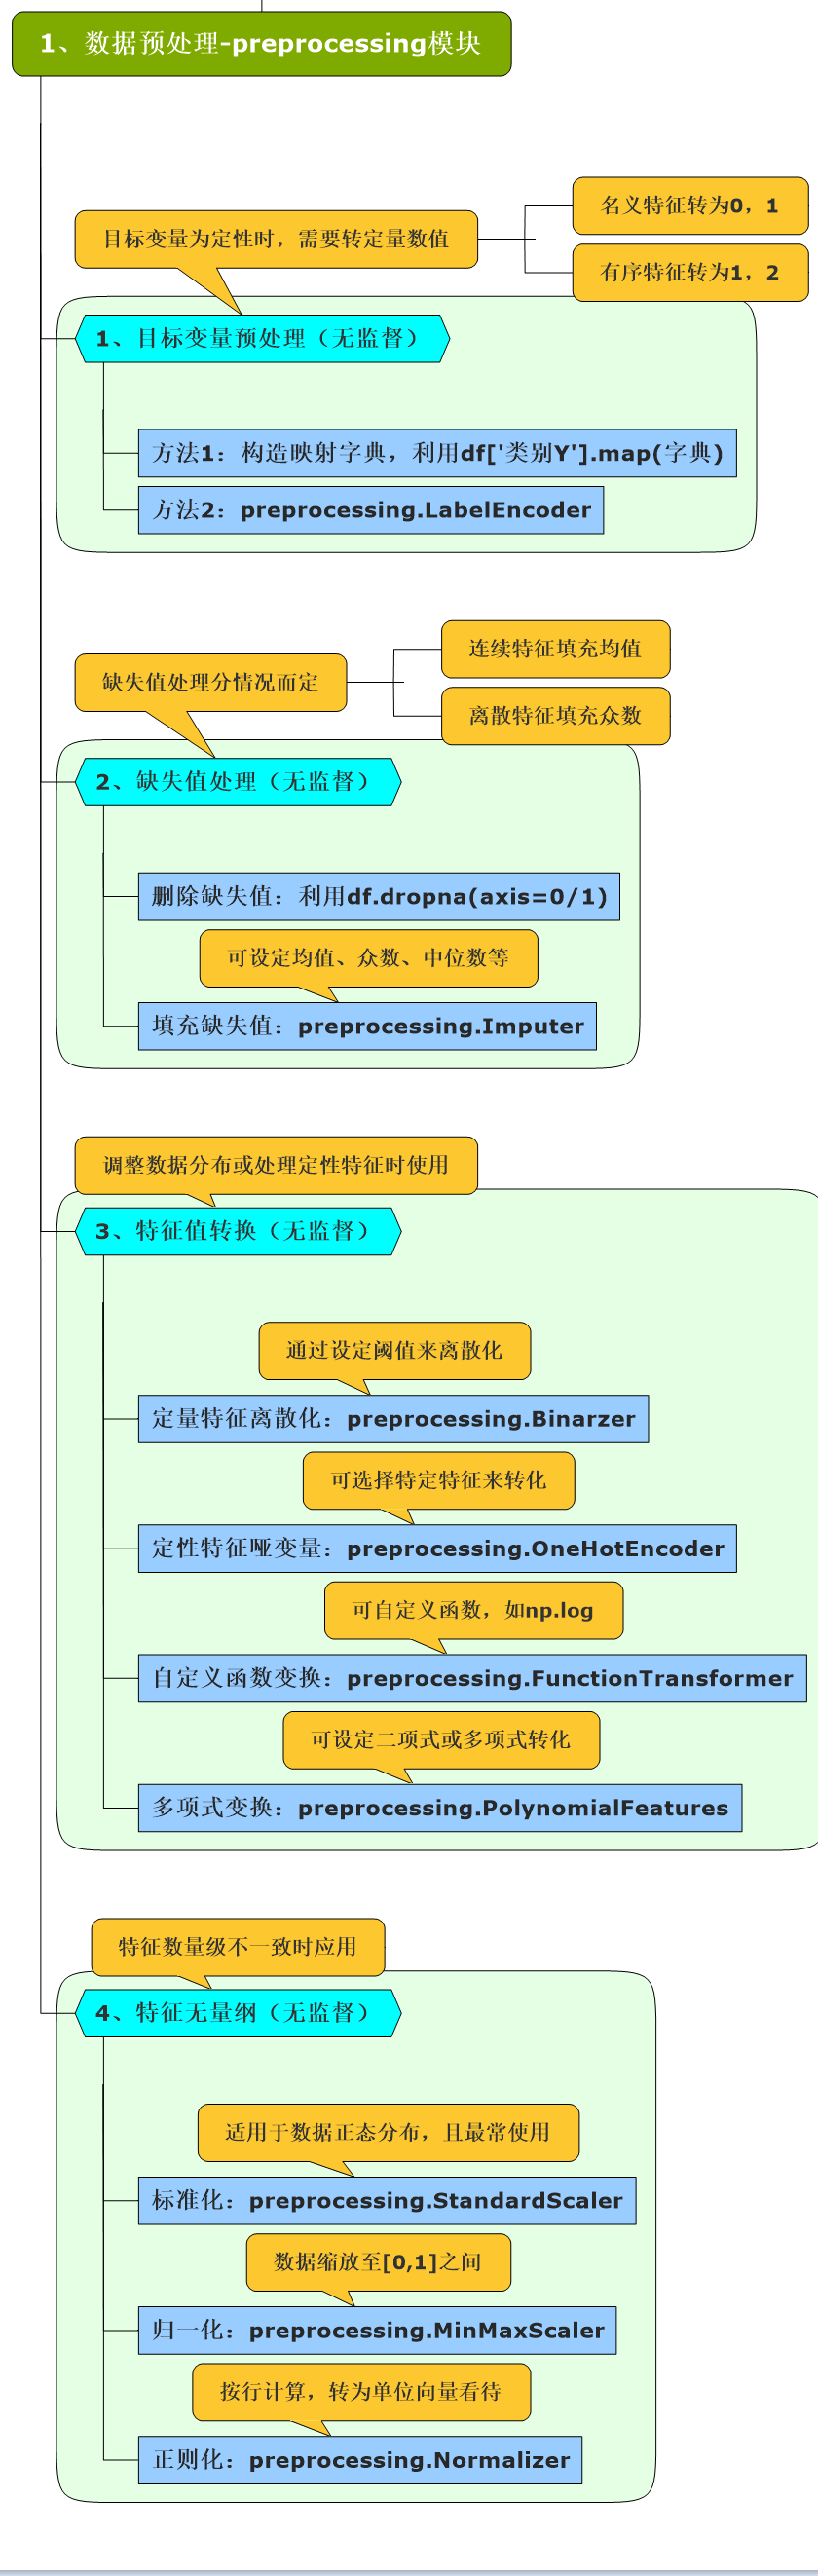 1、数据预处理-preprocessing模块
名义特征转为0，1
目标变量为定性时，需要转定量数值
有序特征转为1，2
1、目标变量预处理（无监督）
方法1：构造映射字典，利用df['类别Y'].map(字典)
方法2：preprocessing.LabelEncoder
连续特征填充均值
缺失值处理分情况而定
离散特征填充众数
2、缺失值处理（无监督）
删除缺失值：利用df.dropna(axis=0/1)
可设定均值、众数、中位数等
填充缺失值：preprocessing.Imputer
调整数据分布或处理定性特征时使用
3、特征值转换（无监督）
通过设定阈值来离散化
定量特征离散化：preprocessing.Binarzer
可选择特定特征来转化
定性特征哑变量：preprocessing.OneHotEncoder
可自定义函数，如np.log
自定义函数变换：preprocessing.FunctionTransformer
可设定二项式或多项式转化
多项式变换：preprocessing.PolynomialFeatures
特征数量级不一致时应用
4、特征无量纲（无监督）
适用于数据正态分布，且最常使用
标准化：preprocessing.StandardScaler
数据缩放至[0,1]之间
归一化：preprocessing.MinMaxScaler
按行计算，转为单位向量看待
正则化：preprocessing.Normalizer